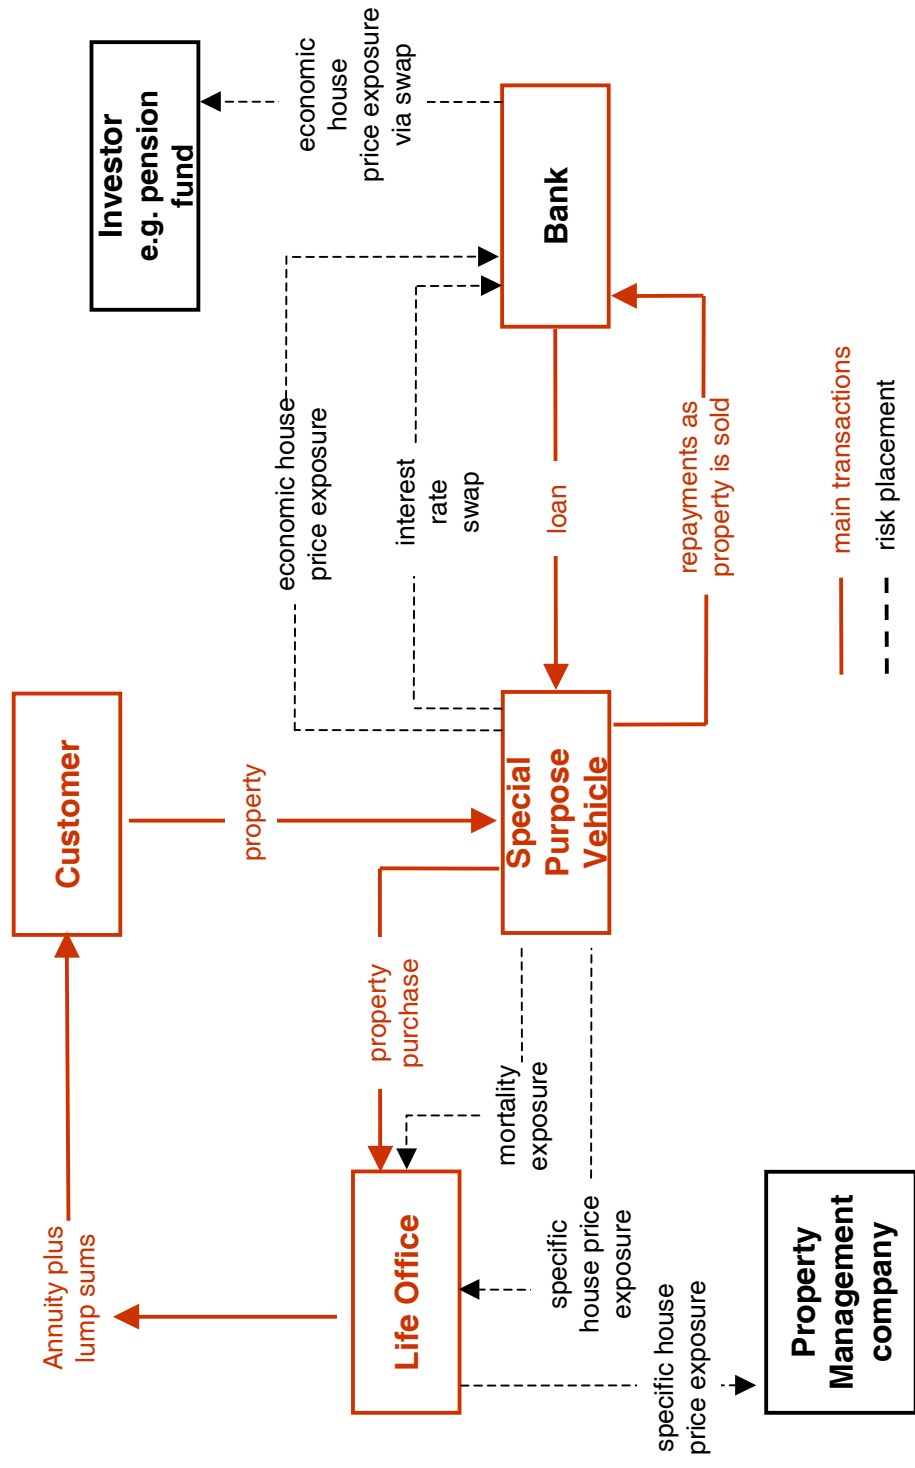 Customer
Annuity plus
lump sums
property
Investor
e.g. pension
fund
economic house
price exposure
economic
house
price exposure
via swap
interest
rate
swap
property
purchase
Life Office
Special
Purpose
Vehicle
loan
Bank
mortality
exposure
specific
house price
exposure
repayments as
property is sold
specific house
price exposure
Property
Management
company
main transactions
risk placement